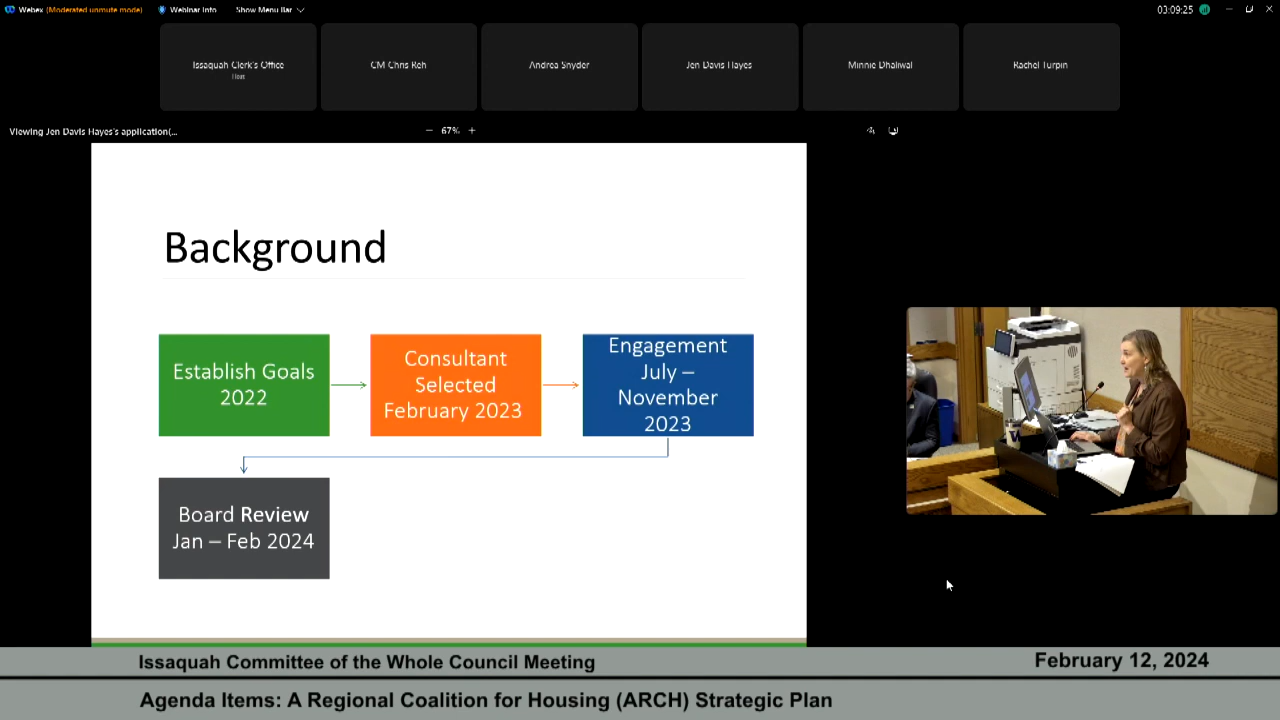 Webex (Moderated unmute mode) Webinar Info Show Menu Bar
03:09:25
Issaquah Clerk's Office
Host
CM Chris Reh
Andrea Snyder
Jen Davis Hayes
Minnie Dhaliwal
Rachel Turpin
Viewing Jen Davis Hayes's application(...
67%
Background
Establish Goals
2022
Consultant
Selected
February 2023
Engagement
July –
November
2023
Board Review
Jan – Feb 2024
Issaquah Committee of the Whole Council Meeting
February 12, 2024
Agenda Items: A Regional Coalition for Housing (ARCH) Strategic Plan